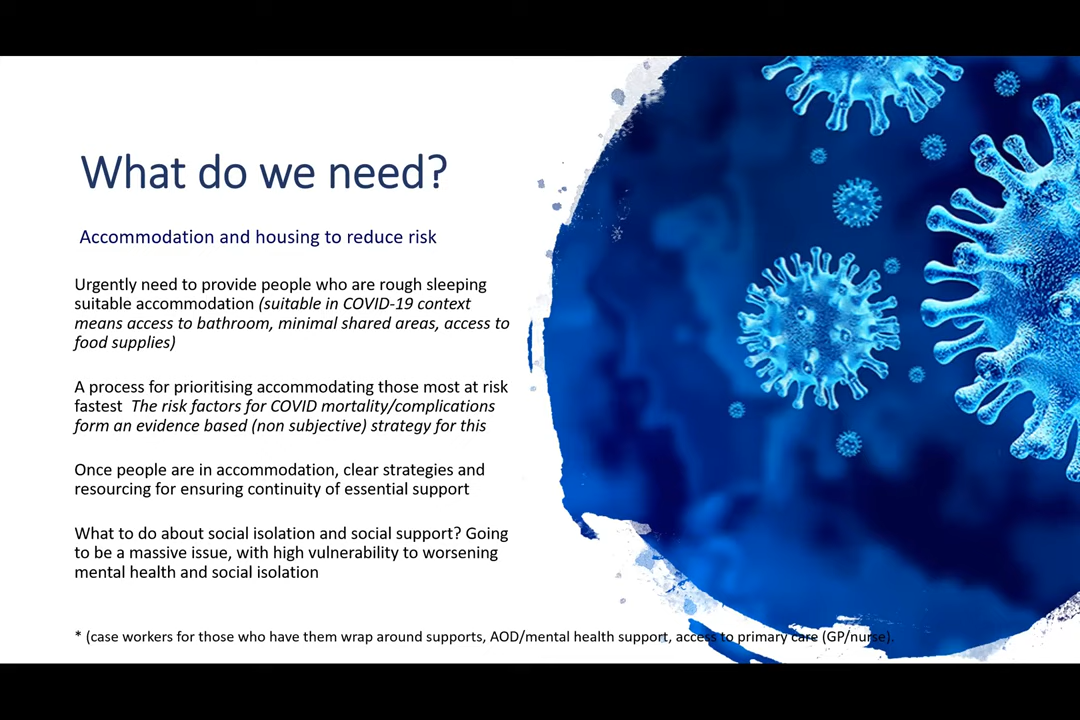 What do we need?
Accommodation and housing to reduce risk
Urgently need to provide people who are rough sleeping
suitable accommodation (suitable in COVID-19 context
means access to bathroom, minimal shared areas, access to
food supplies)
A process for prioritising accommodating those most at risk
fastest The risk factors for COVID mortality/complications
form an evidence based (non subjective) strategy for this
Once people are in accommodation, clear strategies and
resourcing for ensuring continuity of essential support
What to do about social isolation and social support? Going
to be a massive issue, with high vulnerability to worsening
mental health and social isolation
* (case workers for those who have them wrap around supports, AOD/mental health support, access to primary care (GP/nurse).